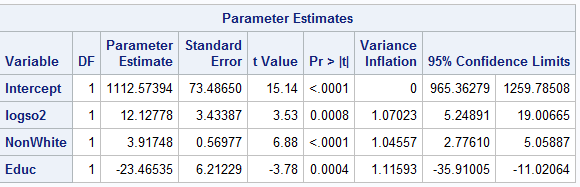 Parameter Estimates
Variable DF Parameter Estimate Standard Error t Value Pr > |t| Variance Inflation 95% Confidence Limits
Intercept 1 1112.57394 73.48650 15.14 <.0001 0 965.36279 1259.78508
logso2 1 12.12778 3.43387 3.53 0.0008 1.07023 5.24891 19.00665
NonWhite 1 3.91748 0.56977 6.88 <.0001 1.04557 2.77610 5.05887
Educ 1 -23.46535 6.21229 -3.78 0.0004 1.11593 -35.91005 -11.02064